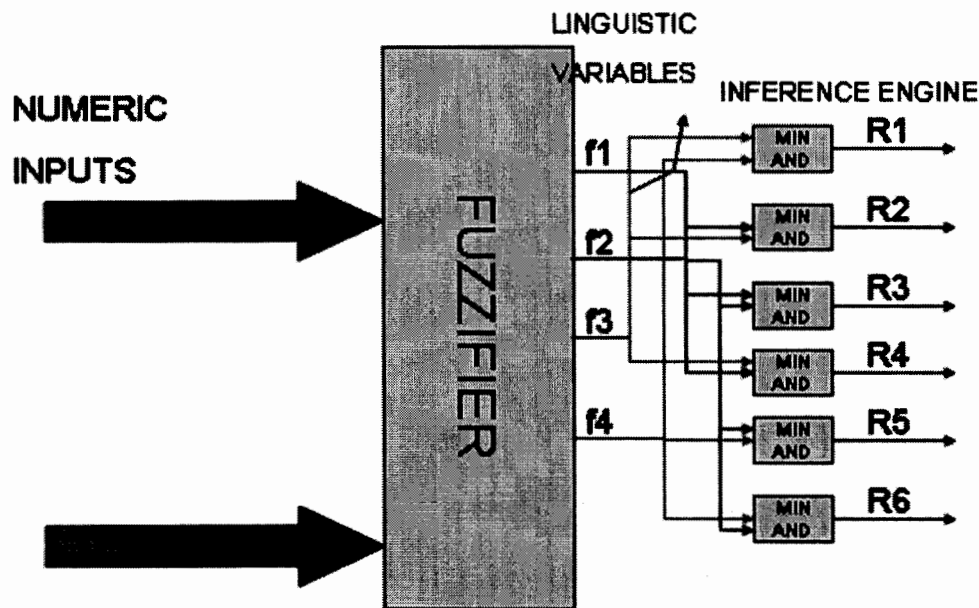 LINGUISTIC
VARIABLES
NUMERIC
INPUTS
INFERENCE ENGINE
FUZZIFIER
f1
f2
f3
f4
MIN
AND
R1
MIN
AND
R2
MIN
AND
R3
MIN
AND
R4
MIN
AND
R5
MIN
AND
R6